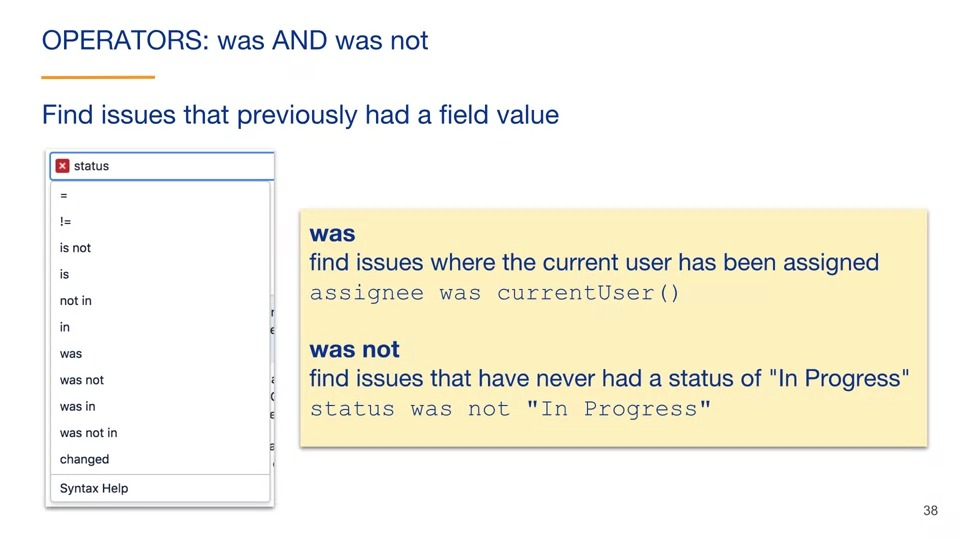 OPERATORS: was AND was not
Find issues that previously had a field value
status
=
!=
is not
is
not in
in
was
was not
was in
was not in
changed
Syntax Help
was
find issues where the current user has been assigned
assignee was currentUser()
was not
find issues that have never had a status of "In Progress"
status was not "In Progress"
38